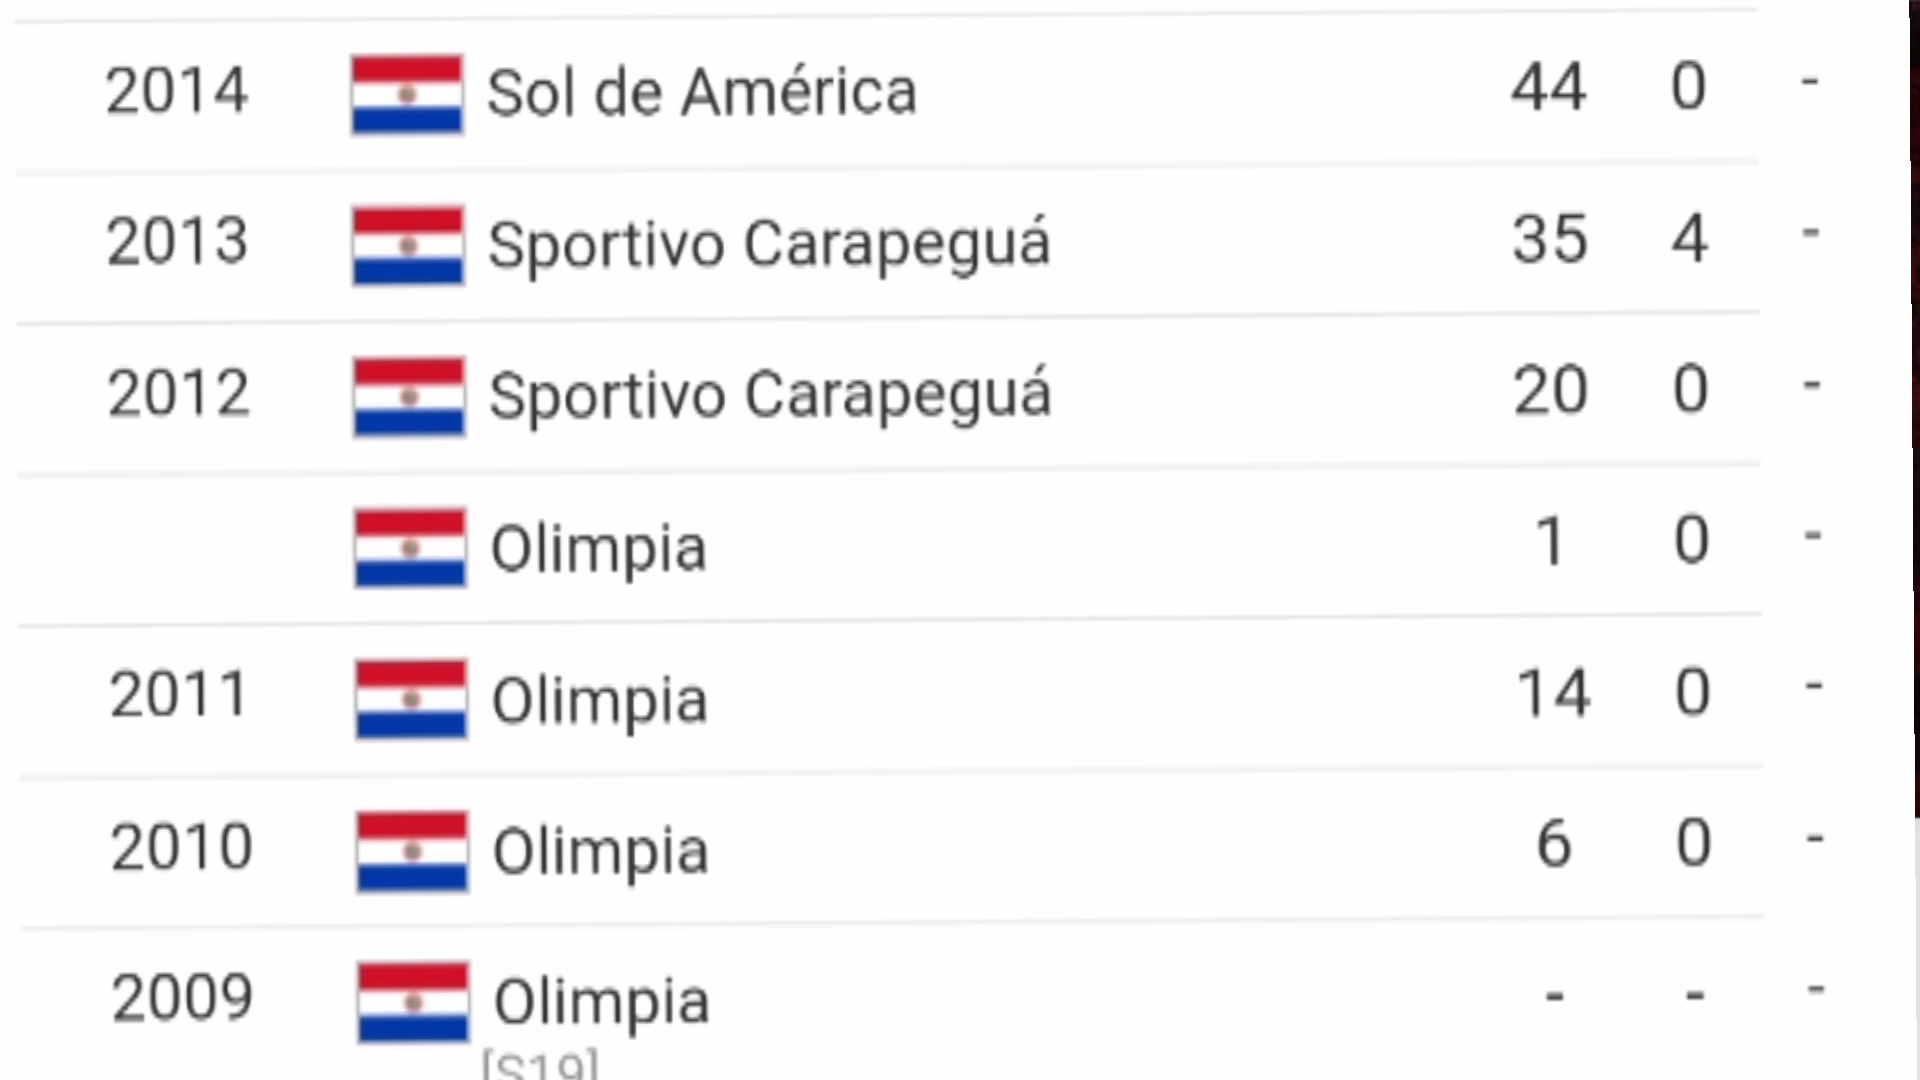 2014 Sol de América 44 0 -
2013 Sportivo Carapeguá 35 4 -
2012 Sportivo Carapeguá 20 0 -
Olimpia 1 0 -
2011 Olimpia 14 0 -
2010 Olimpia 6 0 -
2009 Olimpia - - -
[S19]